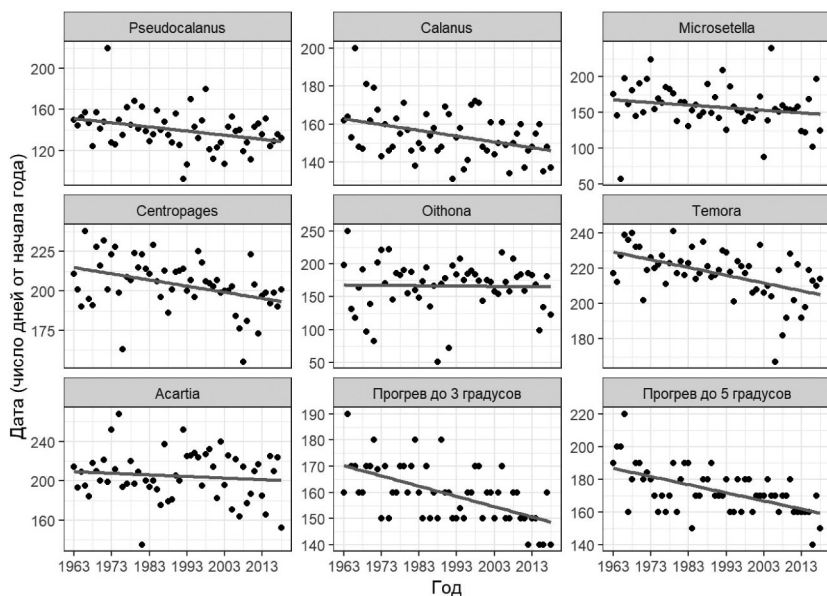 Pseudocalanus
Calanus
Microsetella
200
160
120
200
180
160
140
200
150
100
50
Centropages
Oithona
Temora
225
200
175
250
200
150
100
50
240
220
200
180
Acartia
Прогрев до 3 градусов
Прогрев до 5 градусов
240
200
160
190
180
170
160
150
140
220
200
180
160
140
1963 1973 1983 1993 2003 2013
1963 1973 1983 1993 2003 2013
1963 1973 1983 1993 2003 2013
Год
Дата (число дней от начала года)